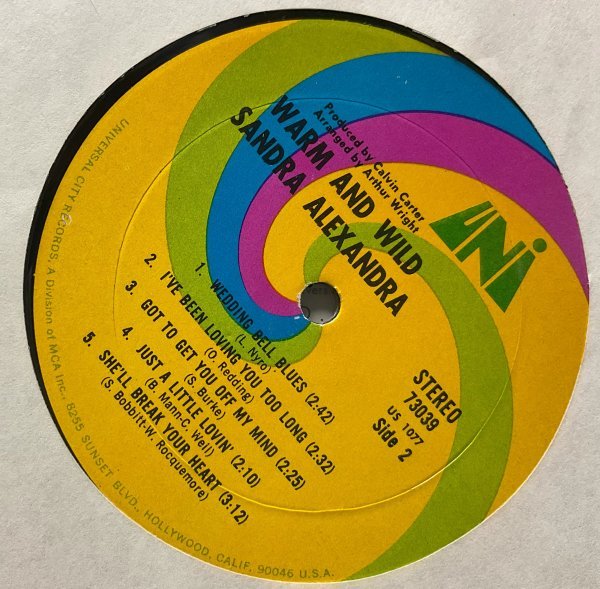 UNi
Produced by Calvin Carter
Arranged by Arthur Wright
WARM AND WILD
SANDRA ALEXANDRA
STEREO
73039
US 1077
Side 2
1. WEDDING BELL BLUES (2:42)
(L. Nyro)
2. I'VE BEEN LOVING YOU TOO LONG (2:32)
(O. Redding)
3. GOT TO GET YOU OFF MY MIND (2:25)
(S. Burke)
4. JUST A LITTLE LOVIN' (2:10)
(B. Mann-C. Weil)
5. SHE'LL BREAK YOUR HEART (3:12)
(S. Bobbitt-W. Rocquemore)
UNIVERSAL CITY RECORDS, A Division of MCA Inc., 8255 SUNSET BLVD., HOLLYWOOD, CALIF. 90046 U.S.A.